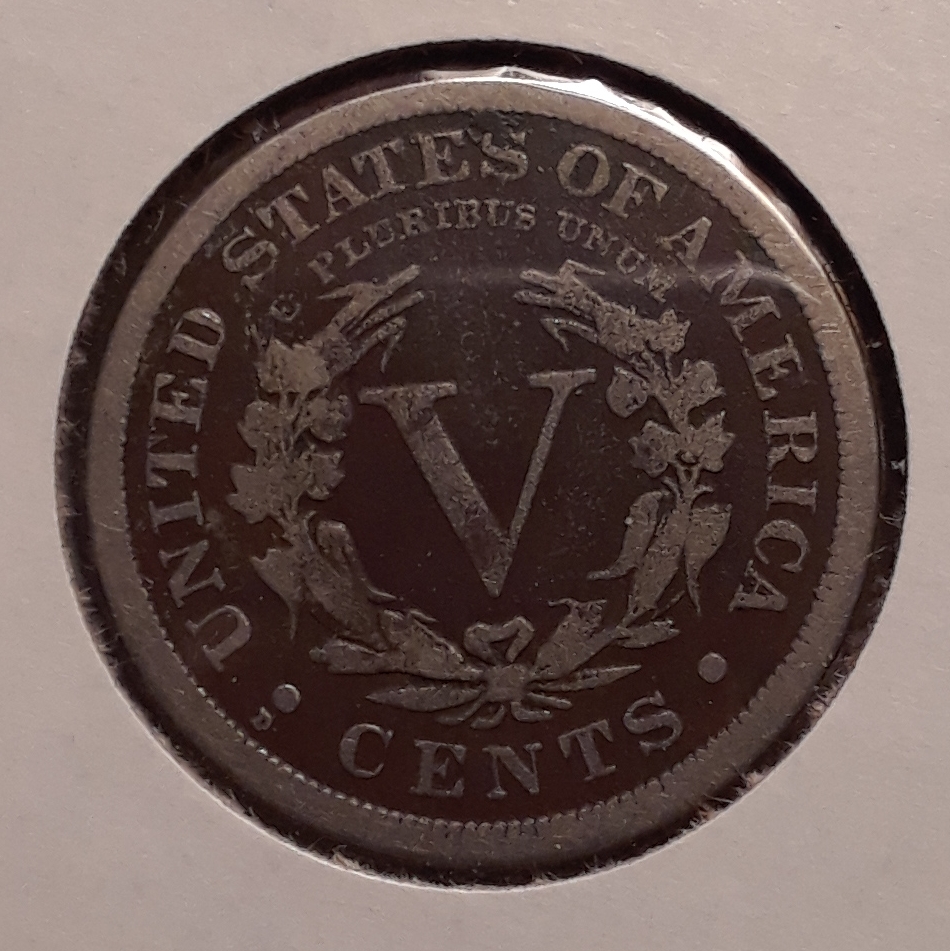 UNITED STATES OF AMERICA
E PLURIBUS UNUM
V
D
CENTS